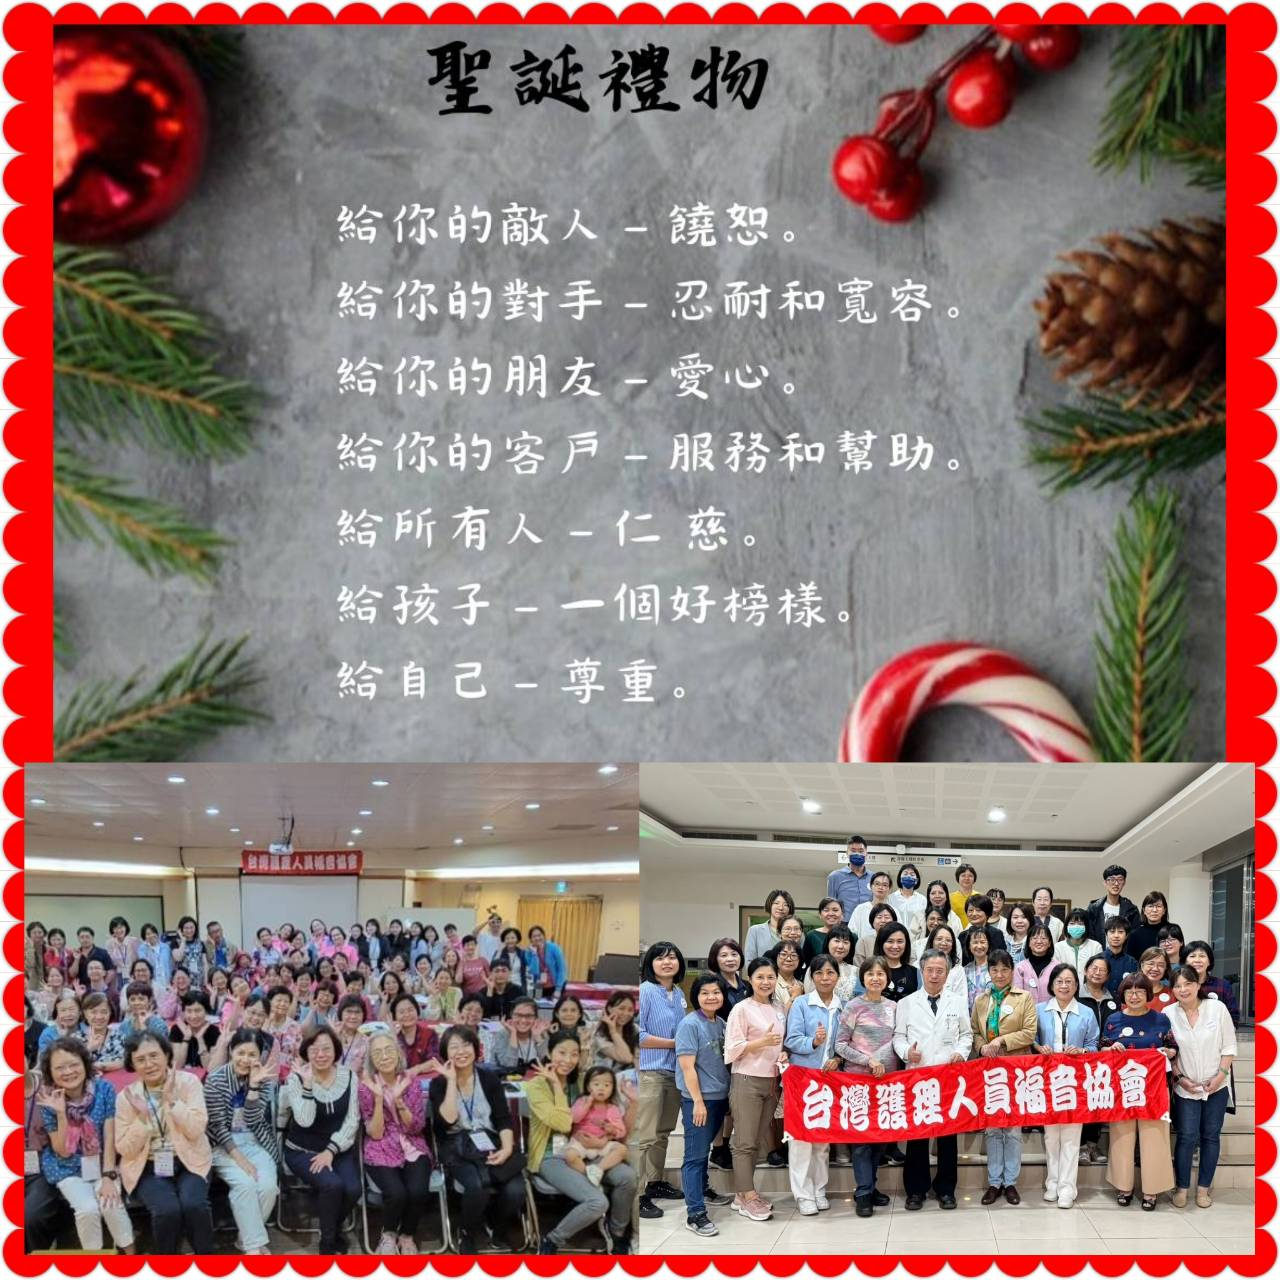 聖誕禮物
給你的敵人 – 饒恕。
給你的對手 – 忍耐和寬容。
給你的朋友 – 愛心。
給你的客戶 – 服務和幫助。
給所有人 – 仁 慈。
給孩子 – 一個好榜樣。
給自己 – 尊重。
台灣護理人員福音協會
台灣護理人員福音協會